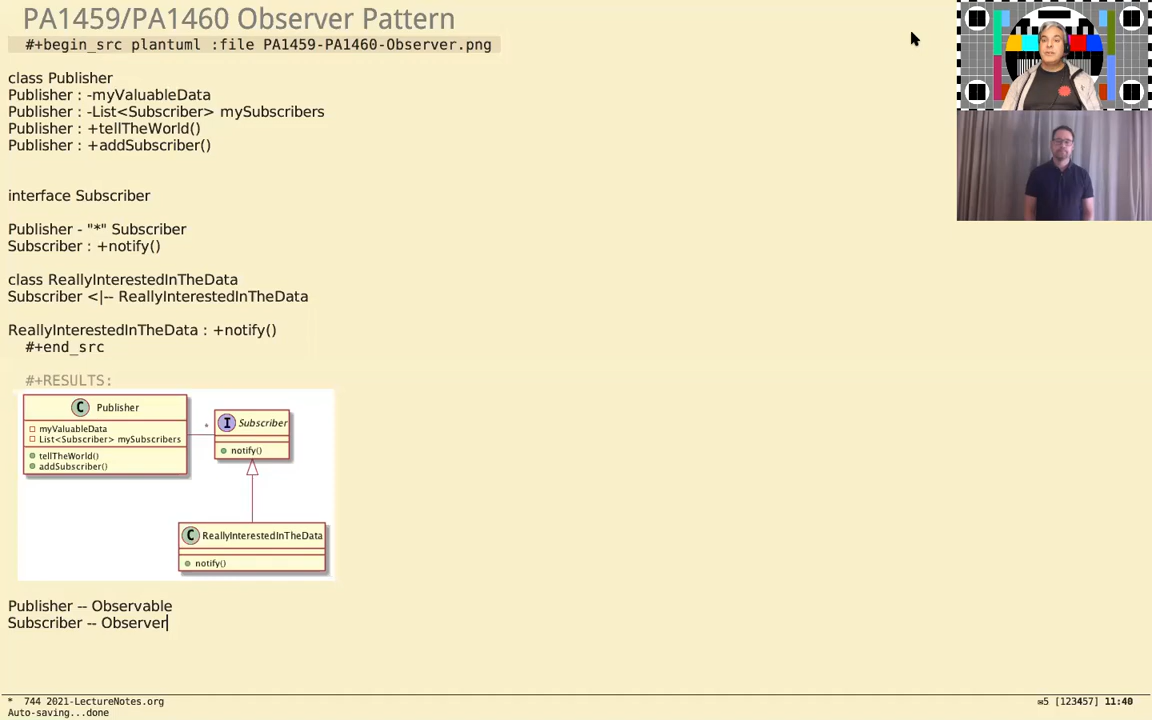 PA1459/PA1460 Observer Pattern
#+begin_src plantuml :file PA1459-PA1460-Observer.png
class Publisher
Publisher : -myValuableData
Publisher : -List<Subscriber> mySubscribers
Publisher : +tellTheWorld()
Publisher : +addSubscriber()
interface Subscriber
Publisher - "*" Subscriber
Subscriber : +notify()
class ReallyInterestedInTheData
Subscriber <|-- ReallyInterestedInTheData
ReallyInterestedInTheData : +notify()
#+end_src
#+RESULTS:
C Publisher
myValuableData
List<Subscriber> mySubscribers
tellTheWorld()
addSubscriber()
*
I Subscriber
notify()
C ReallyInterestedInTheData
notify()
Publisher -- Observable
Subscriber -- Observer
* 744 2021-LectureNotes.org
✉5 [123457] 11:40
Auto-saving...done